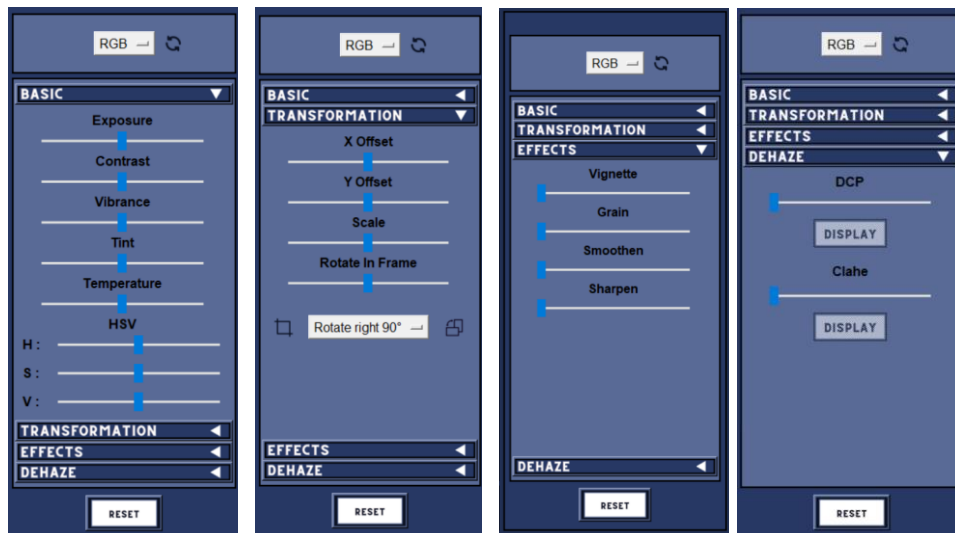 RGB
BASIC
Exposure
Contrast
Vibrance
Tint
Temperature
HSV
H :
S :
V :
TRANSFORMATION
EFFECTS
DEHAZE
RESET
RGB
BASIC
TRANSFORMATION
X Offset
Y Offset
Scale
Rotate In Frame
Rotate right 90°
EFFECTS
DEHAZE
RESET
RGB
BASIC
TRANSFORMATION
EFFECTS
Vignette
Grain
Smoothen
Sharpen
DEHAZE
RESET
RGB
BASIC
TRANSFORMATION
EFFECTS
DEHAZE
DCP
DISPLAY
Clahe
DISPLAY
RESET